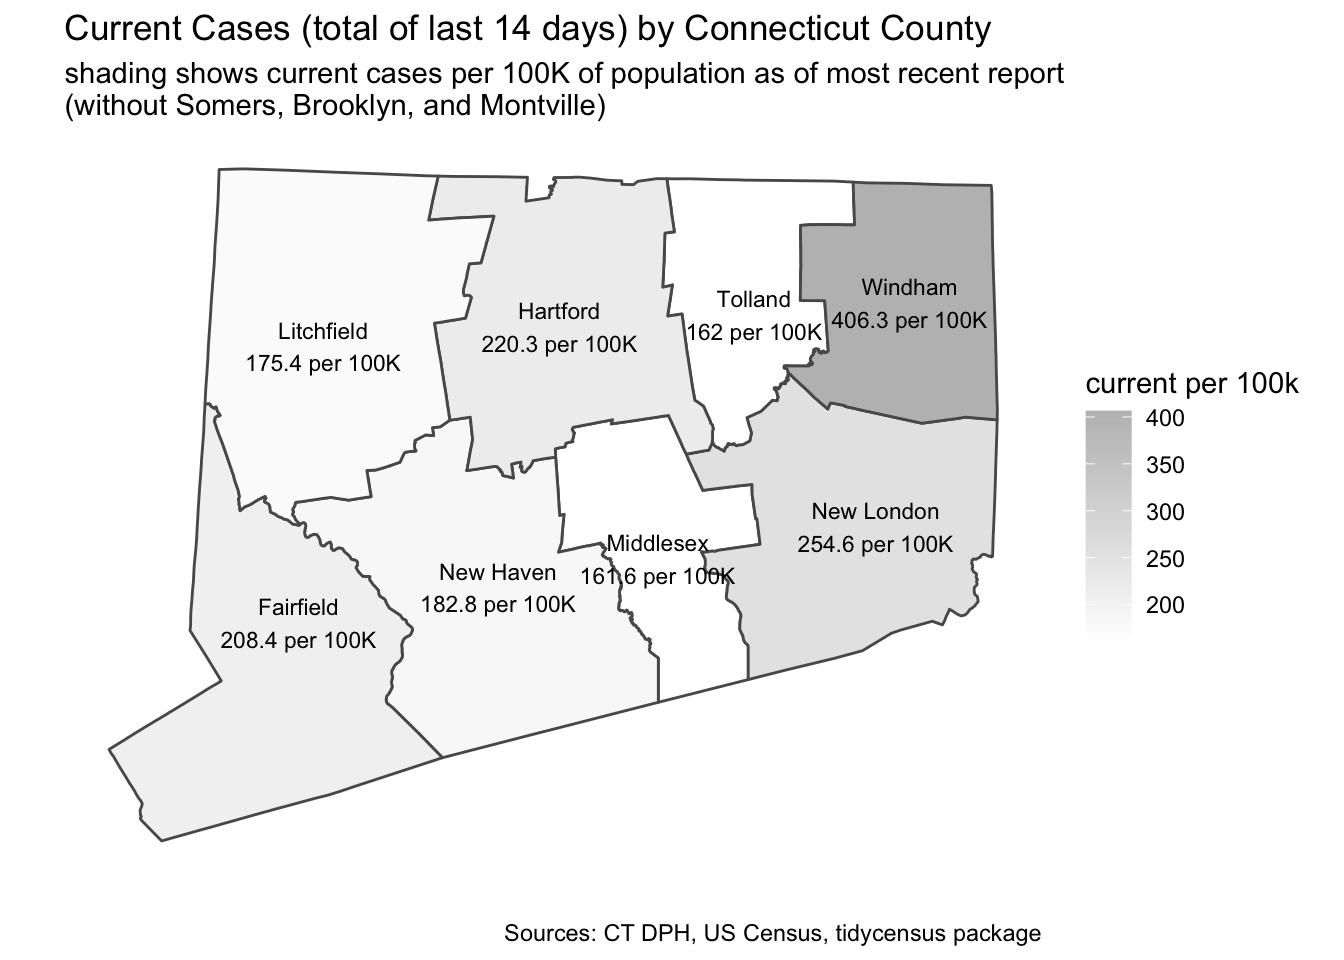 Current Cases (total of last 14 days) by Connecticut County
shading shows current cases per 100K of population as of most recent report
(without Somers, Brooklyn, and Montville)
Litchfield
175.4 per 100K
Hartford
220.3 per 100K
Tolland
162 per 100K
Windham
406.3 per 100K
Fairfield
208.4 per 100K
New Haven
182.8 per 100K
Middlesex
161.6 per 100K
New London
254.6 per 100K
current per 100k
400
350
300
250
200
Sources: CT DPH, US Census, tidycensus package